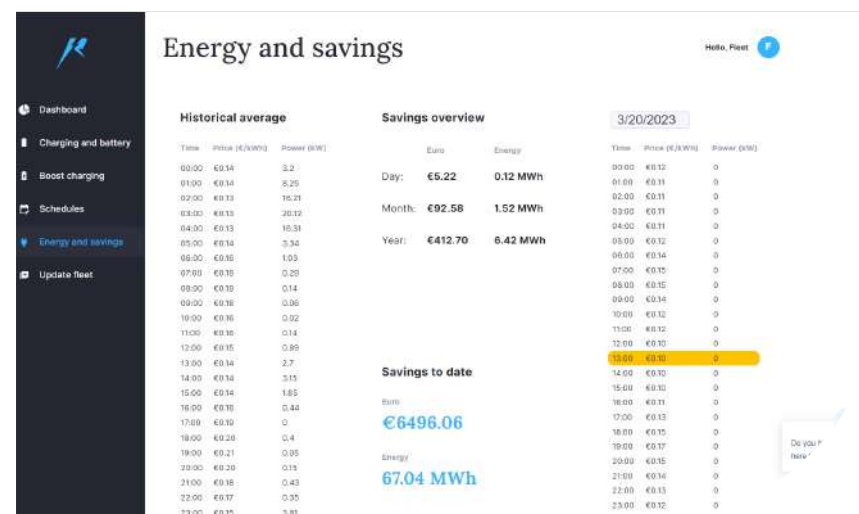 Energy and savings
Hello, Fleet F
Dashboard
Charging and battery
Boost charging
Schedules
Energy and savings
Update fleet
Historical average
Time Price (€/kWh) Power (kW)
00:00 €0.14 3.2
01:00 €0.14 8.25
02:00 €0.13 16.21
03:00 €0.13 20.12
04:00 €0.13 16.31
05:00 €0.14 3.34
06:00 €0.16 1.03
07:00 €0.18 0.29
08:00 €0.19 0.14
09:00 €0.18 0.06
10:00 €0.16 0.02
11:00 €0.16 0.14
12:00 €0.15 0.89
13:00 €0.14 2.7
14:00 €0.14 3.15
15:00 €0.14 1.85
16:00 €0.16 0.44
17:00 €0.19 0
18:00 €0.20 0.4
19:00 €0.21 0.05
20:00 €0.20 0.15
21:00 €0.18 0.43
22:00 €0.17 0.35
23:00 €0.15 3.81
Savings overview
Euro Energy
Day: €5.22 0.12 MWh
Month: €92.58 1.52 MWh
Year: €412.70 6.42 MWh
Savings to date
Euro
€6496.06
Energy
67.04 MWh
3/20/2023
Time Price (€/kWh) Power (kW)
00:00 €0.12 0
01:00 €0.11 0
02:00 €0.11 0
03:00 €0.11 0
04:00 €0.11 0
05:00 €0.12 0
06:00 €0.14 0
07:00 €0.15 0
08:00 €0.15 0
09:00 €0.14 0
10:00 €0.12 0
11:00 €0.12 0
12:00 €0.10 0
13:00 €0.10 0
14:00 €0.10 0
15:00 €0.10 0
16:00 €0.11 0
17:00 €0.13 0
18:00 €0.15 0
19:00 €0.17 0
20:00 €0.15 0
21:00 €0.14 0
22:00 €0.13 0
23:00 €0.12 0
Do you
here